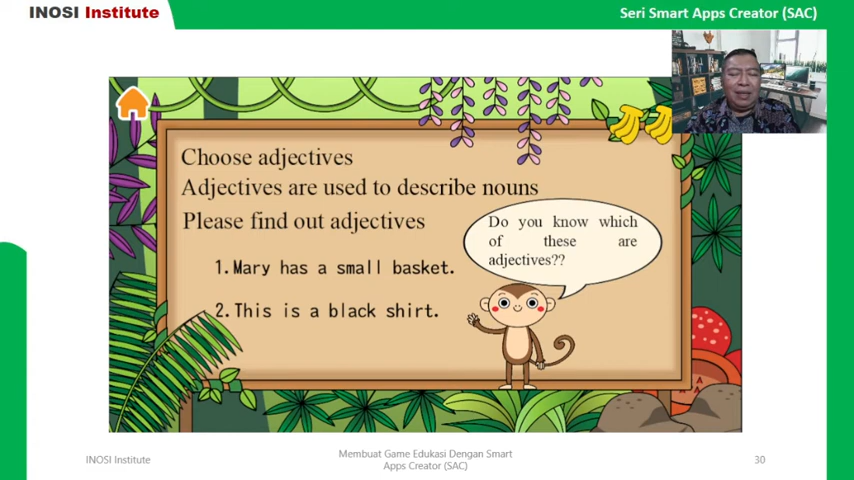 INOSI Institute
Seri Smart Apps Creator (SAC)
Choose adjectives
Adjectives are used to describe nouns
Please find out adjectives
Do you know which
of these are
adjectives??
1.Mary has a small basket.
2.This is a black shirt.
INOSI Institute
Membuat Game Edukasi Dengan Smart
Apps Creator (SAC)
30